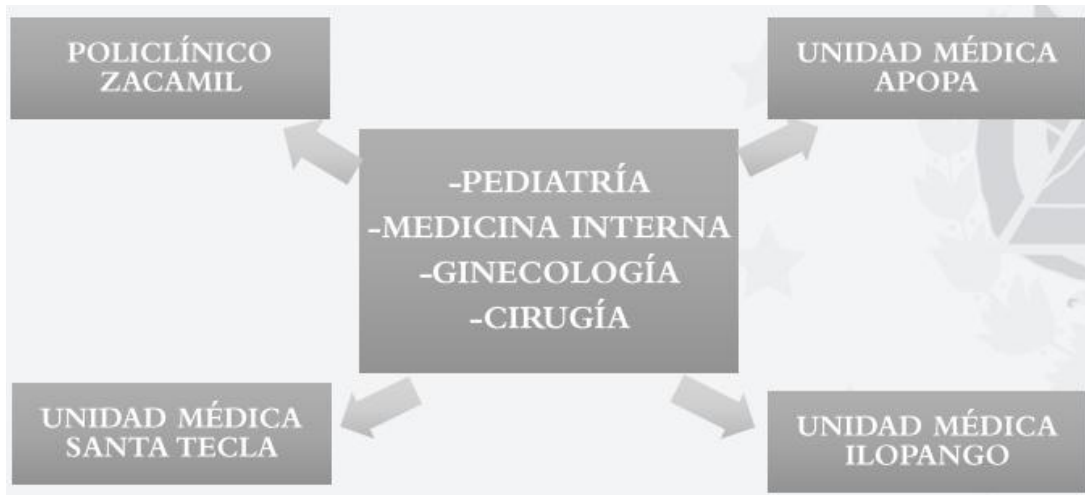 POLICLÍNICO
ZACAMIL
UNIDAD MÉDICA
APOPA
-PEDIATRÍA
-MEDICINA INTERNA
-GINECOLOGÍA
-CIRUGÍA
UNIDAD MÉDICA
SANTA TECLA
UNIDAD MÉDICA
ILOPANGO